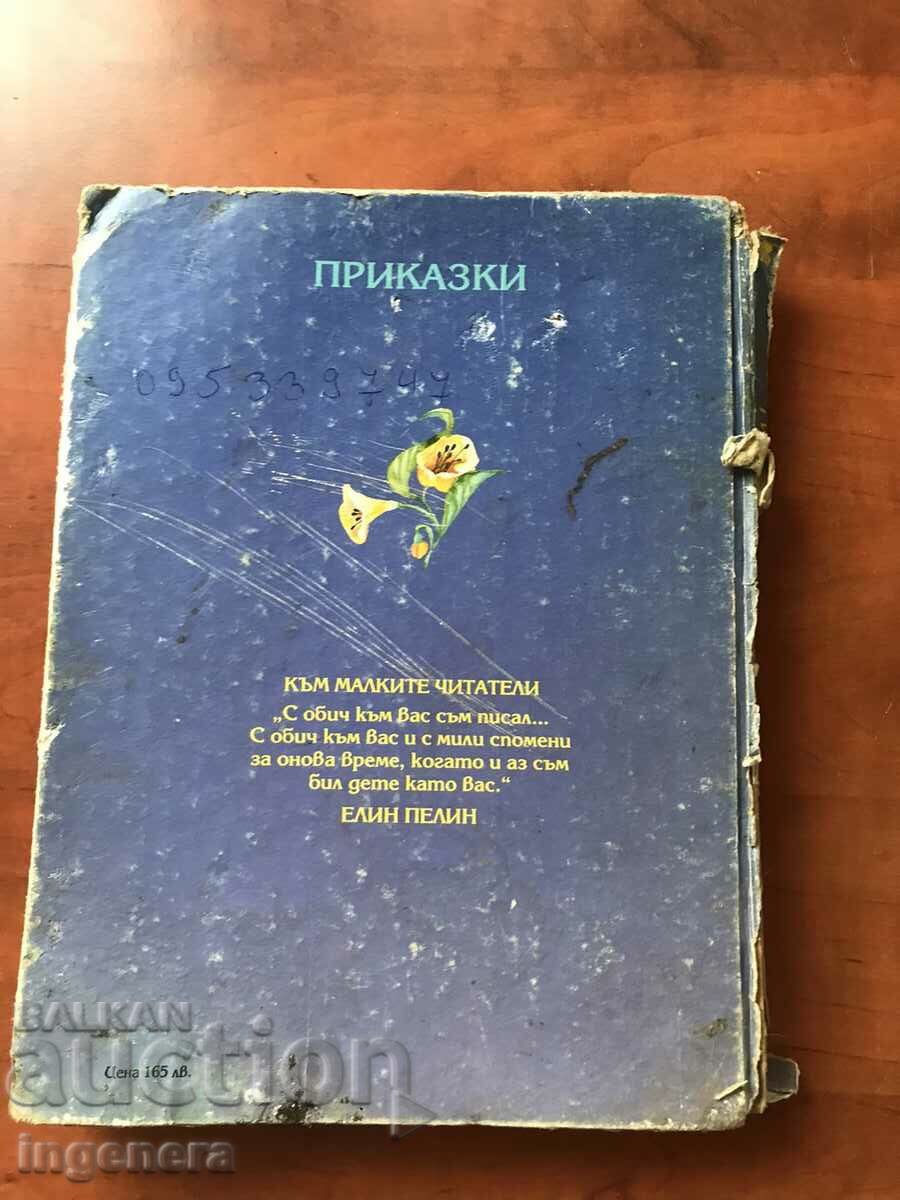 ПРИКАЗКИ
095339747
КЪМ МАЛКИТЕ ЧИТАТЕЛИ
„С обич към вас съм писал...
С обич към вас и с мили спомени
за онова време, когато и аз съм
бил дете като вас.“
ЕЛИН ПЕЛИН
BALKAN
auction
Цена 165 лв.
ingenera